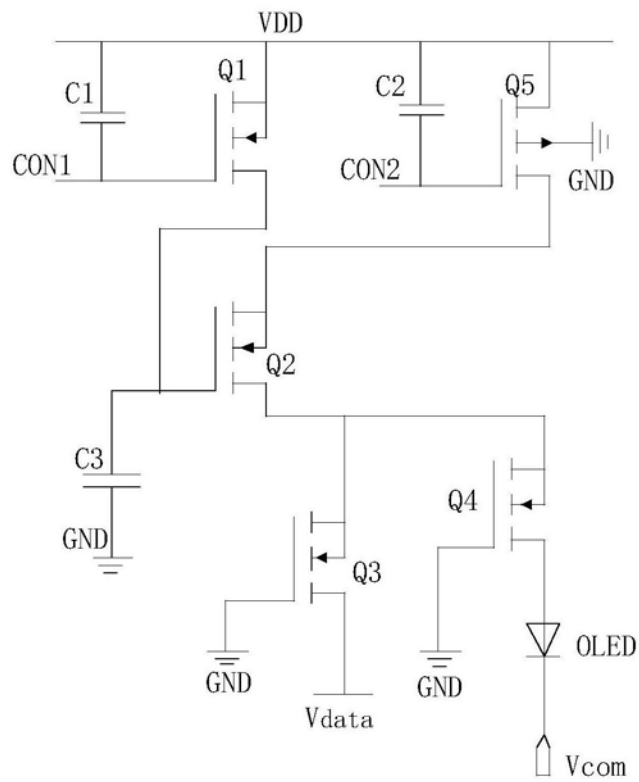 VDD
Q1
C1
C2
Q5
CON1
CON2
GND
Q2
C3
Q4
GND
Q3
OLED
GND
GND
Vdata
Vcom